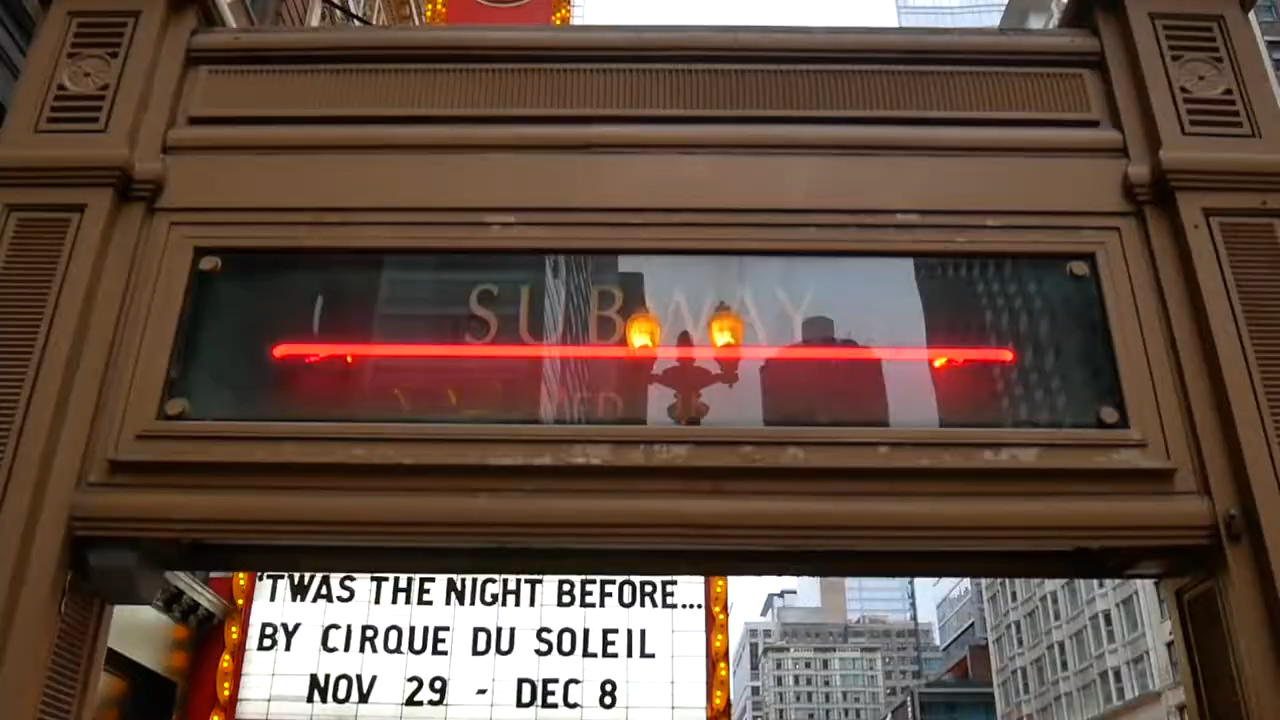 SUBWAY
'TWAS THE NIGHT BEFORE...
BY CIRQUE DU SOLEIL
NOV 29 - DEC 8